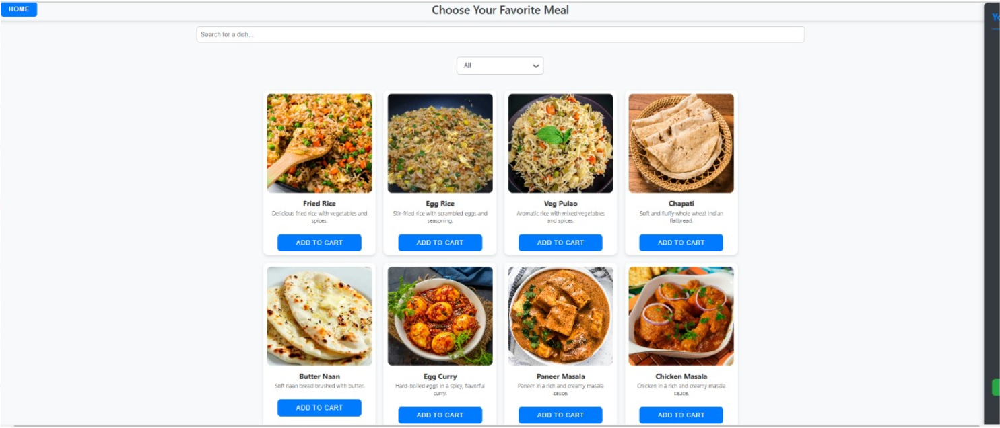 HOME
Choose Your Favorite Meal
Search for a dish...
All
Fried Rice
Delicious fried rice with vegetables and
spices.
ADD TO CART
Egg Rice
Stir-fried rice with scrambled eggs and
seasoning.
ADD TO CART
Veg Pulao
Aromatic rice with mixed vegetables
and spices.
ADD TO CART
Chapati
Soft and fluffy whole wheat Indian
flatbread.
ADD TO CART
Butter Naan
Soft naan bread brushed with butter.
ADD TO CART
Egg Curry
Hard-boiled eggs in a spicy, flavorful
curry.
ADD TO CART
Paneer Masala
Paneer in a rich and creamy masala
sauce.
ADD TO CART
Chicken Masala
Chicken in a rich and creamy masala
sauce.
ADD TO CART